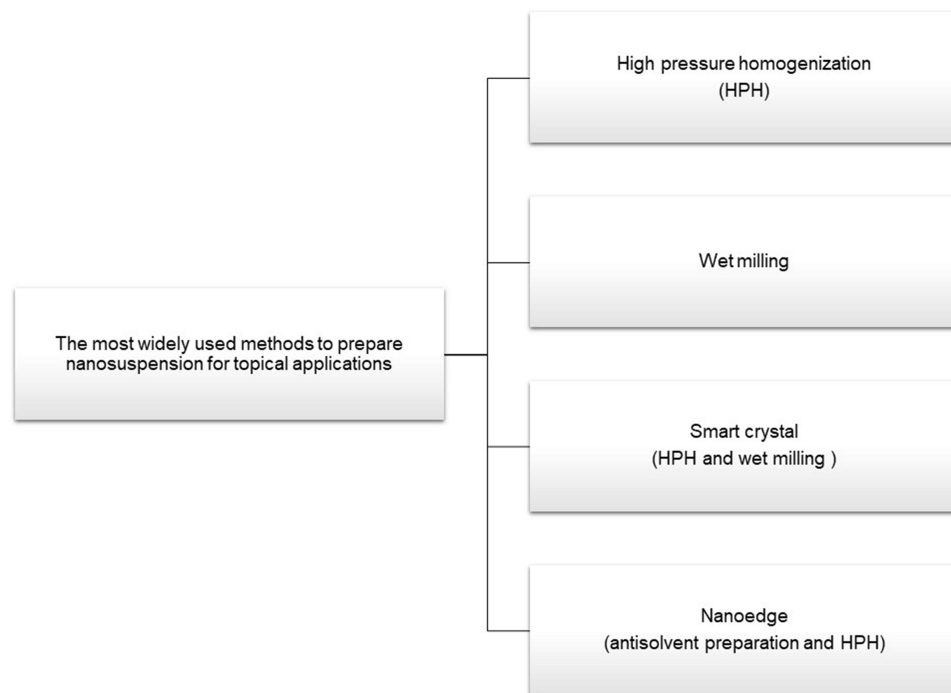 High pressure homogenization
(HPH)
Wet milling
The most widely used methods to prepare
nanosuspension for topical applications
Smart crystal
(HPH and wet milling )
Nanoedge
(antisolvent preparation and HPH)